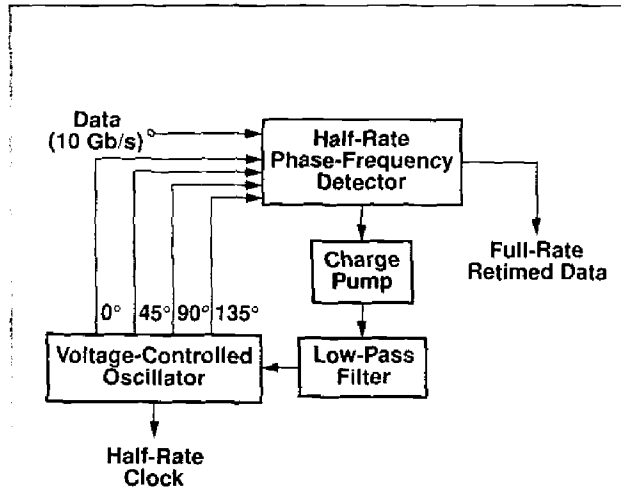 Data
(10 Gb/s)
Half-Rate
Phase-Frequency
Detector
Full-Rate
Retimed Data
Charge
Pump
0° 45° 90° 135°
Voltage-Controlled
Oscillator
Low-Pass
Filter
Half-Rate
Clock